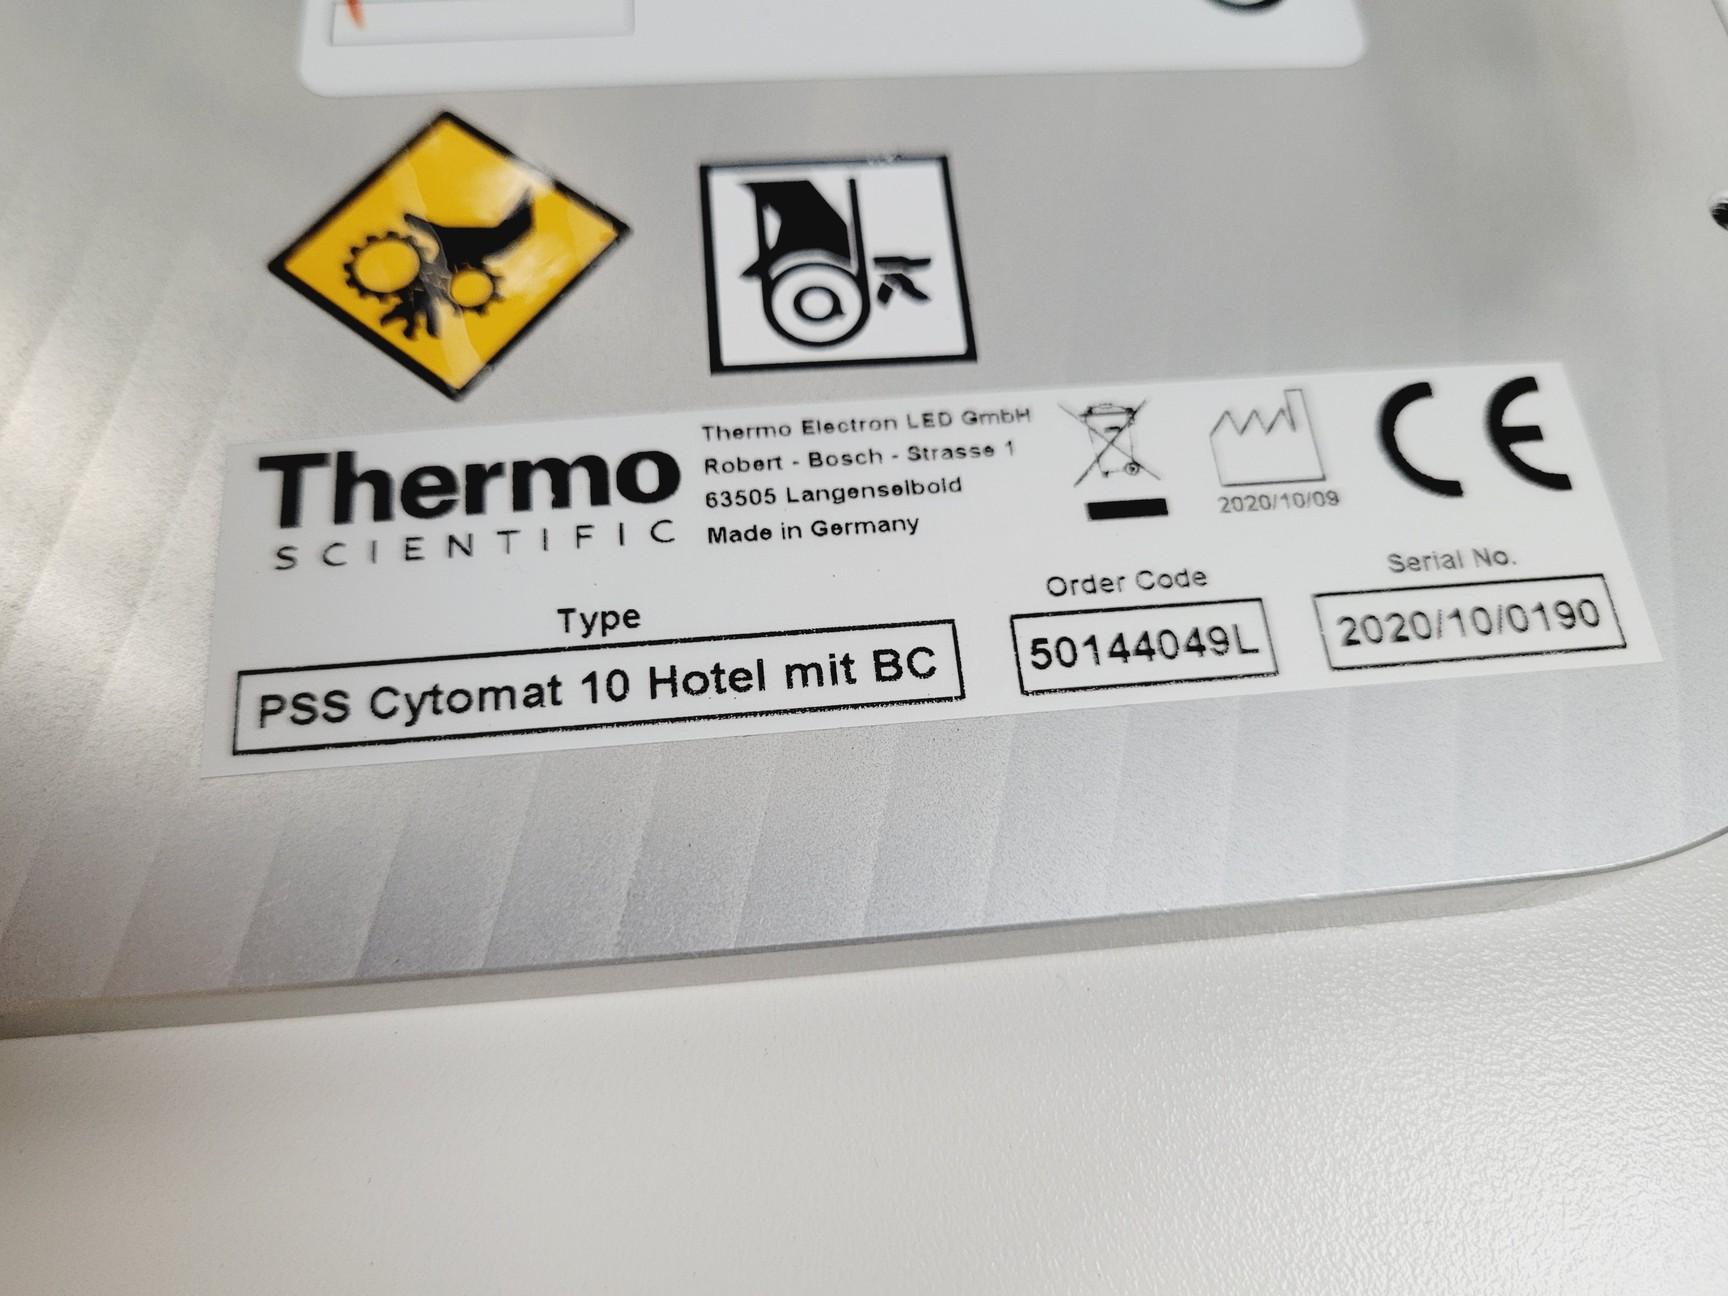 Thermo
SCIENTIFIC
Thermo Electron LED GmbH
Robert - Bosch - Strasse 1
63505 Langenselbold
Made in Germany
2020/10/09
CE
Type
PSS Cytomat 10 Hotel mit BC
Order Code
50144049L
Serial No.
2020/10/0190